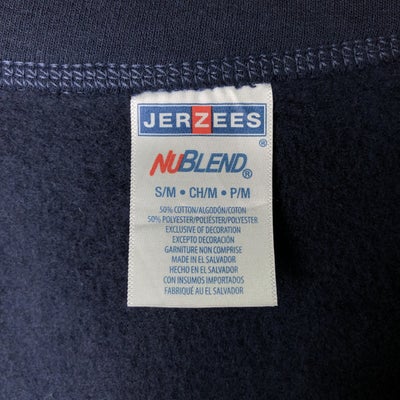 JERZEES
®
NUBLEND®
S/M • CH/M • P/M
50% COTTON/ALGODÓN/COTON
50% POLYESTER/POLIÉSTER/POLYESTER
EXCLUSIVE OF DECORATION
EXCEPTO DECORACIÓN
GARNITURE NON COMPRISE
MADE IN EL SALVADOR
HECHO EN EL SALVADOR
CON INSUMOS IMPORTADOS
FABRIQUÉ AU EL SALVADOR